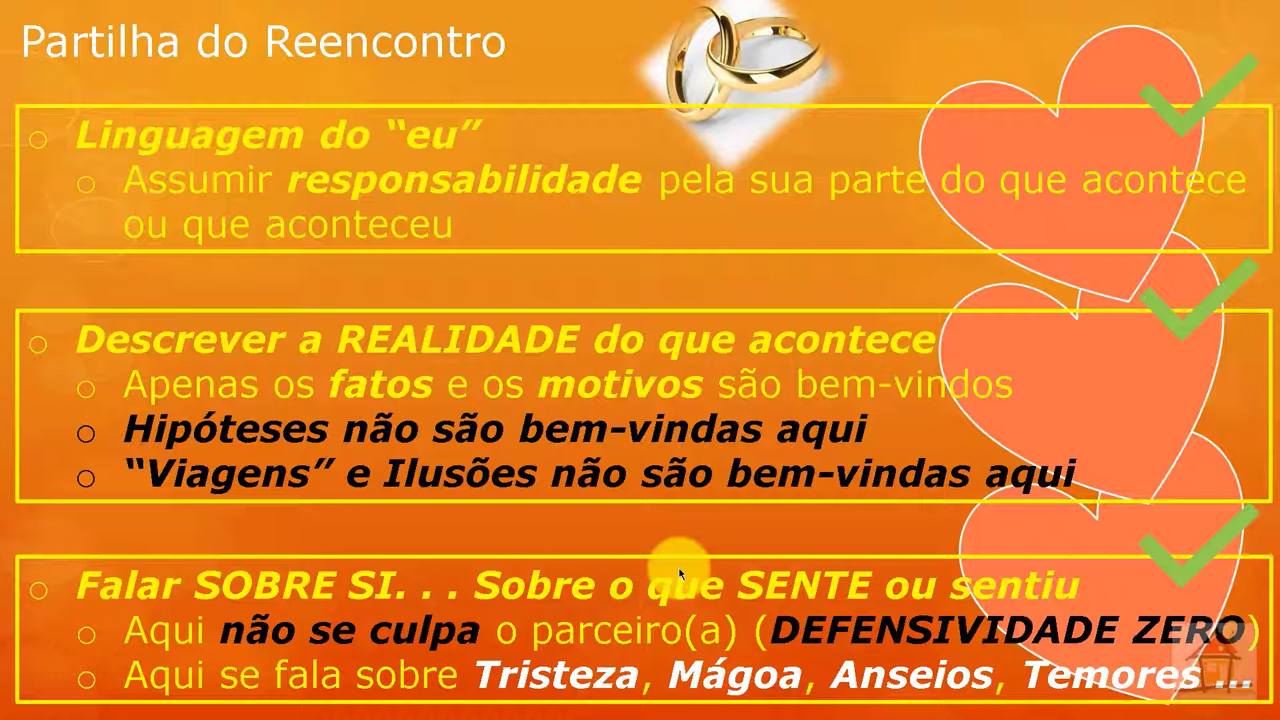 Partilha do Reencontro
Linguagem do “eu”
Assumir responsabilidade pela sua parte do que acontece
ou que aconteceu
Descrever a REALIDADE do que acontece
Apenas os fatos e os motivos são bem-vindos
Hipóteses não são bem-vindas aqui
“Viagens” e Ilusões não são bem-vindas aqui
Falar SOBRE SI. . . Sobre o que SENTE ou sentiu
Aqui não se culpa o parceiro(a) (DEFENSIVIDADE ZERO)
Aqui se fala sobre Tristeza, Mágoa, Anseios, Temores ...